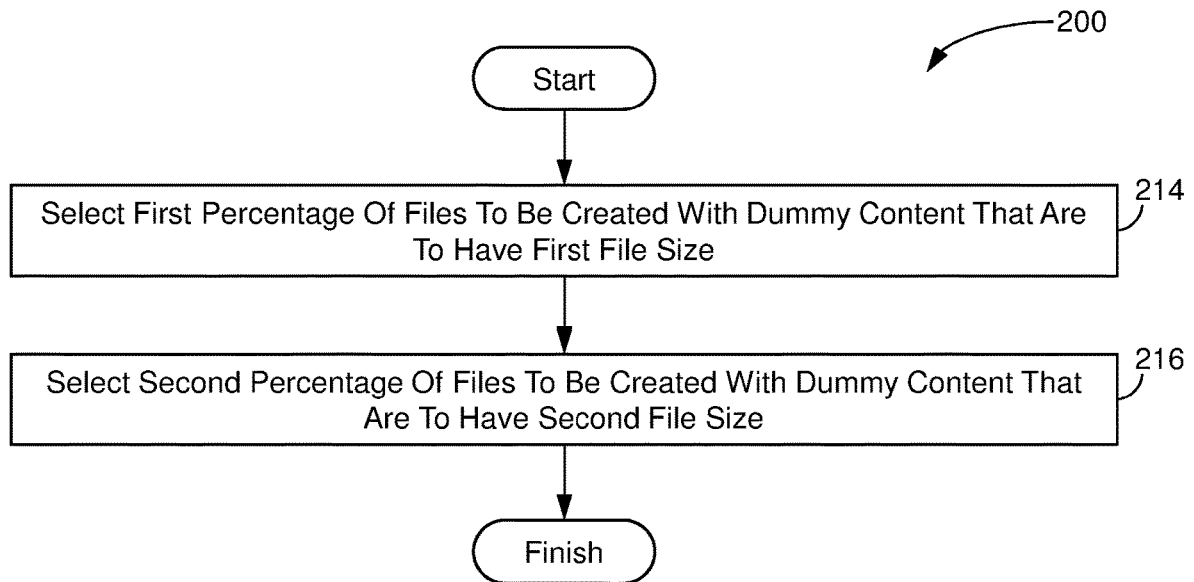 200
Start
214
Select First Percentage Of Files To Be Created With Dummy Content That Are
To Have First File Size
216
Select Second Percentage Of Files To Be Created With Dummy Content That
Are To Have Second File Size
Finish